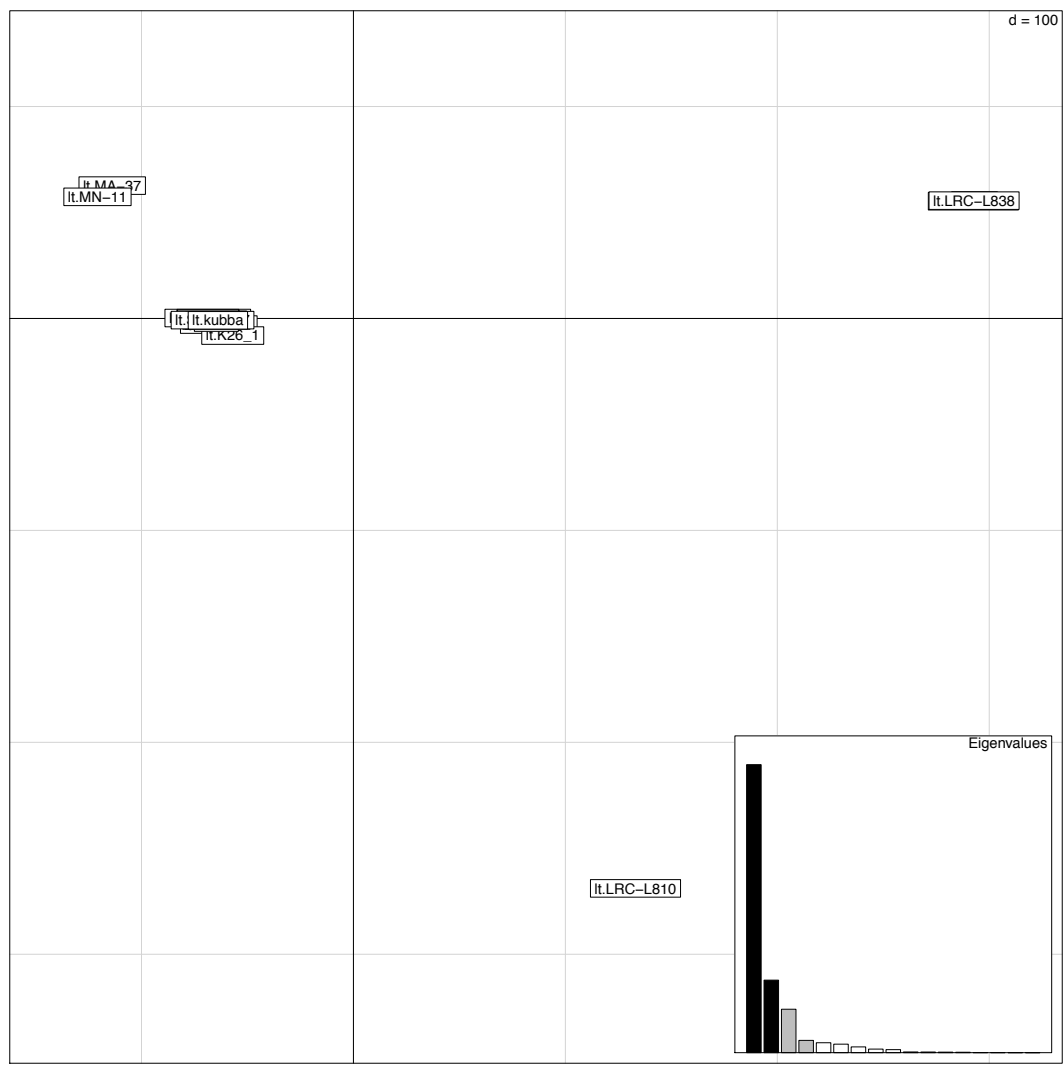 d = 100
lt.MA−37
lt.MN−11
lt.LRC−L838
lt.kubba
lt.K26_1
Eigenvalues
lt.LRC−L810